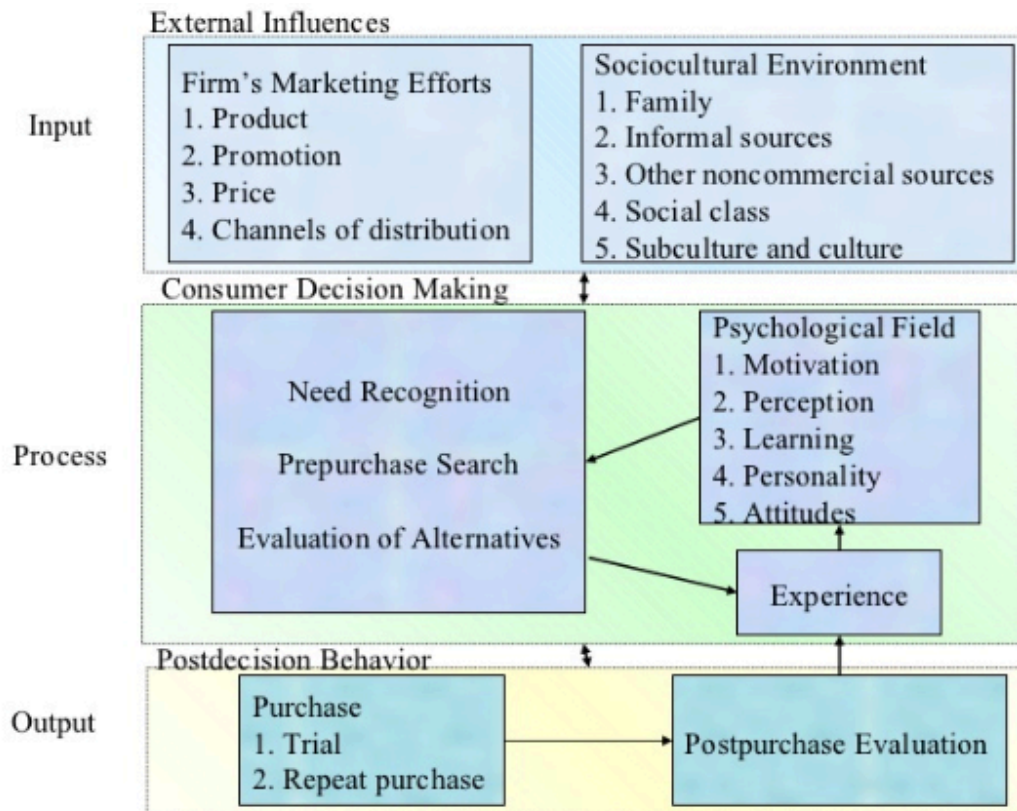 External Influences
Input
Firm's Marketing Efforts
1. Product
2. Promotion
3. Price
4. Channels of distribution
Sociocultural Environment
1. Family
2. Informal sources
3. Other noncommercial sources
4. Social class
5. Subculture and culture
Consumer Decision Making
Process
Need Recognition
Prepurchase Search
Evaluation of Alternatives
Psychological Field
1. Motivation
2. Perception
3. Learning
4. Personality
5. Attitudes
Experience
Postdecision Behavior
Output
Purchase
1. Trial
2. Repeat purchase
Postpurchase Evaluation